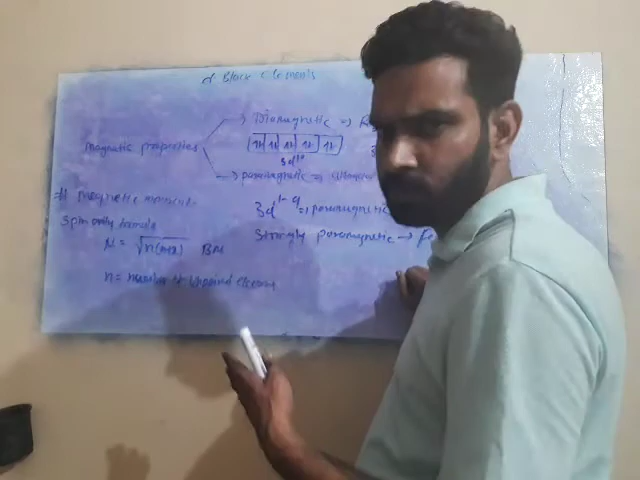 d Block Elements
→ Diamagnetic ⇒ R
magnetic properties
3d¹⁰
→ paramagnetic ⇒
# magnetic moment-
3d¹⁻⁹ ⇒ paramagnetic
Spin only
Strongly paramagnetic → fe
μ = √n(n+2) BM
n = number of unpaired electrons